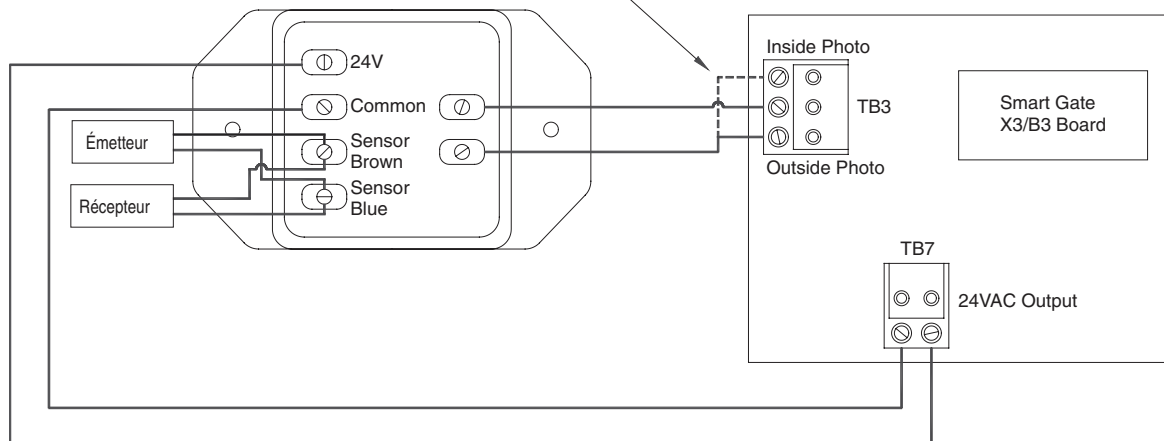 24V
Common
Sensor
Brown
Sensor
Blue
Émetteur
Récepteur
Inside Photo
TB3
Outside Photo
Smart Gate
X3/B3 Board
TB7
24VAC Output